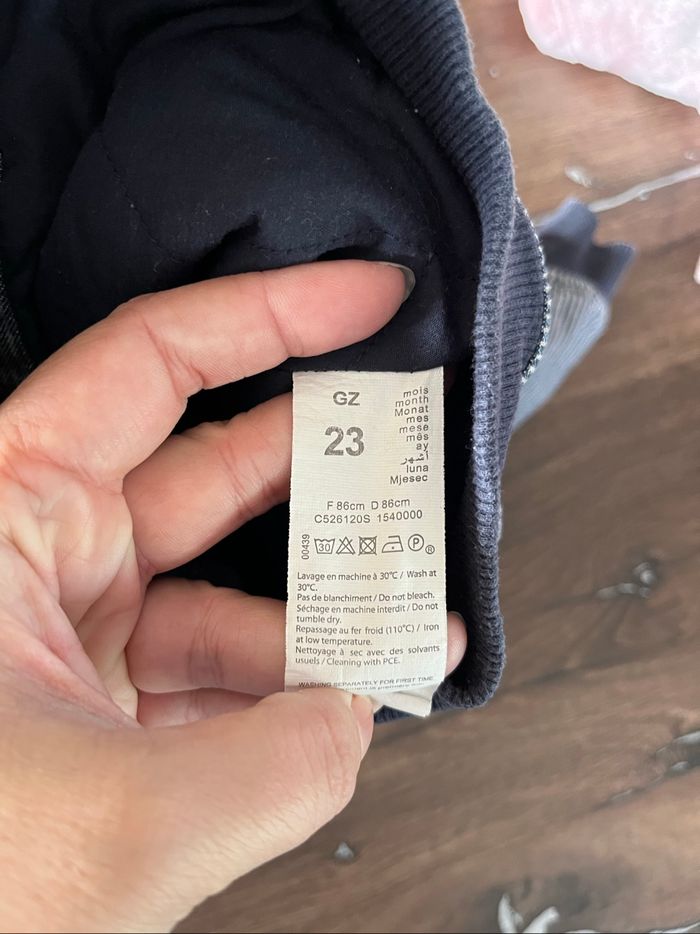 GZ
23
mois
month
Monat
mes
mese
mês
ay
أشهر
luna
Mjesec
F 86cm D 86cm
C526120S 1540000
00439
30
P
®
Lavage en machine à 30℃ / Wash at
30℃.
Pas de blanchiment / Do not bleach.
Séchage en machine interdit / Do not
tumble dry.
Repassage au fer froid (110℃) / Iron
at low temperature.
Nettoyage à sec avec des solvants
usuels / Cleaning with PCE.
WASHING SEPARATELY FOR FIRST TIME